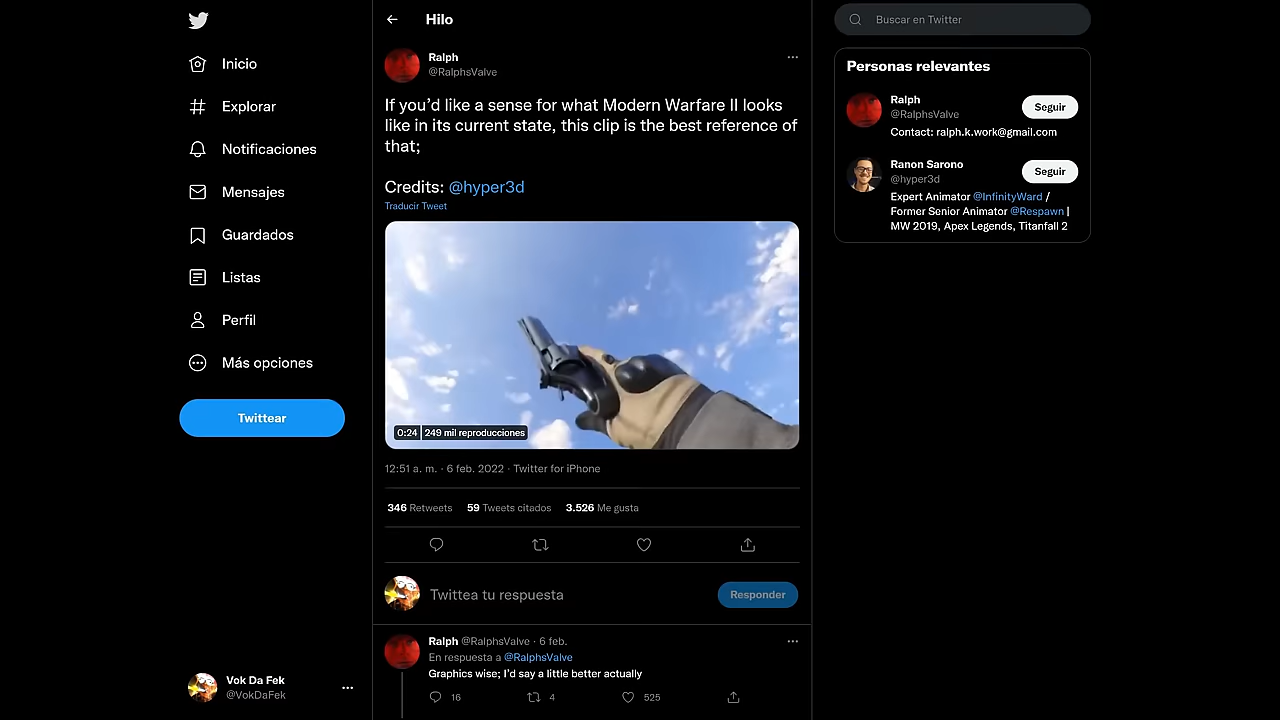 Inicio
Explorar
Notificaciones
Mensajes
Guardados
Listas
Perfil
Más opciones
Twittear
Vok Da Fek
@VokDaFek
Hilo
Ralph
@RalphsValve
If you’d like a sense for what Modern Warfare II looks
like in its current state, this clip is the best reference of
that;
Credits: @hyper3d
Traducir Tweet
0:24 249 mil reproducciones
12:51 a. m. · 6 feb. 2022 · Twitter for iPhone
346 Retweets 59 Tweets citados 3.526 Me gusta
Twittea tu respuesta
Responder
Ralph @RalphsValve · 6 feb.
En respuesta a @RalphsValve
Graphics wise; I’d say a little better actually
16 4 525
Buscar en Twitter
Personas relevantes
Ralph
@RalphsValve
Seguir
Contact: ralph.k.work@gmail.com
Ranon Sarono
@hyper3d
Seguir
Expert Animator @InfinityWard /
Former Senior Animator @Respawn |
MW 2019, Apex Legends, Titanfall 2